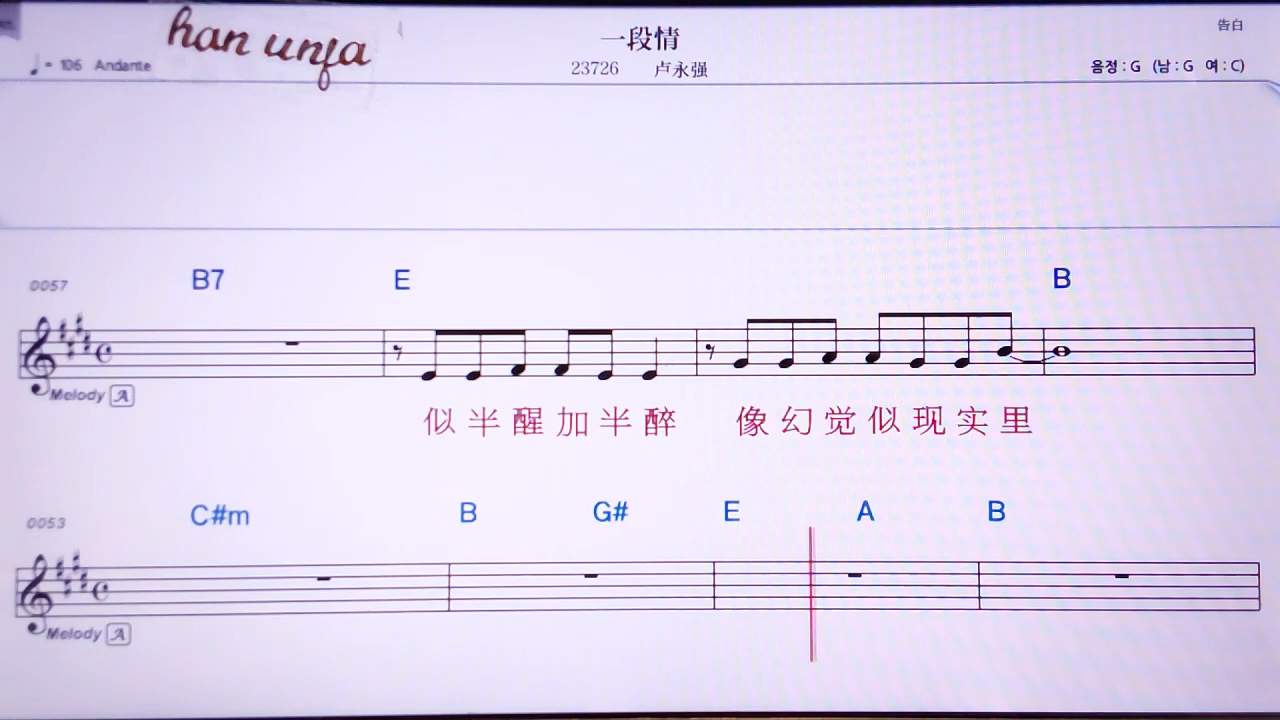 han unfa
一段情
告白
♩= 106 Andante
23726 卢永强
음정 : G (남 : G 여 : C)
0057 B7 E B
Melody A
似半醒加半醉 像幻觉似现实里
0053 C#m B G# E A B
Melody A